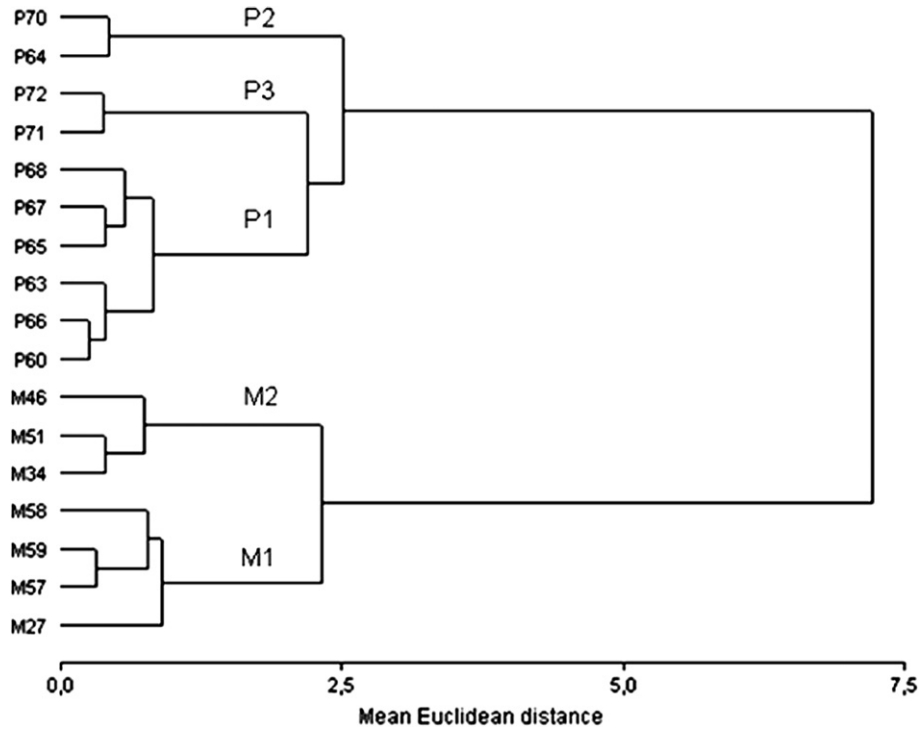 P70 P2
P64
P72 P3
P71
P68
P67 P1
P65
P63
P66
P60
M46 M2
M51
M34
M58
M59 M1
M57
M27
0,0 2,5 5,0 7,5
Mean Euclidean distance